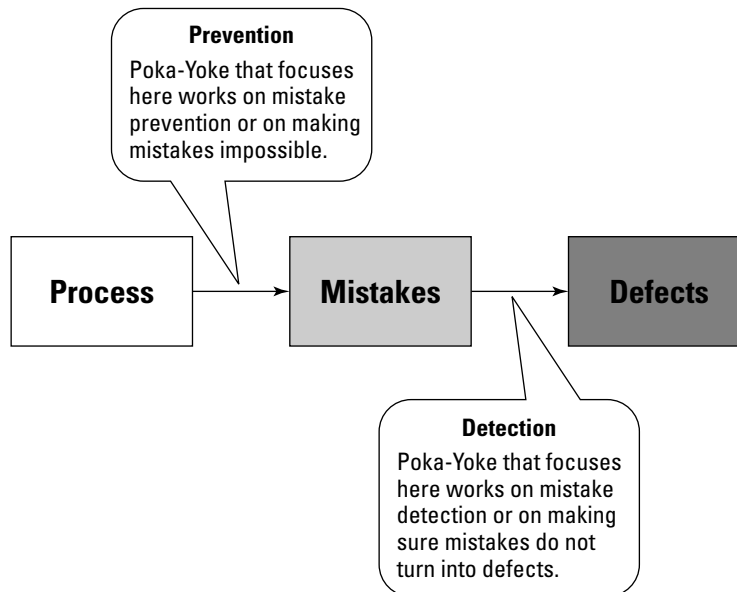 Prevention
Poka-Yoke that focuses
here works on mistake
prevention or on making
mistakes impossible.
Process
Mistakes
Defects
Detection
Poka-Yoke that focuses
here works on mistake
detection or on making
sure mistakes do not
turn into defects.